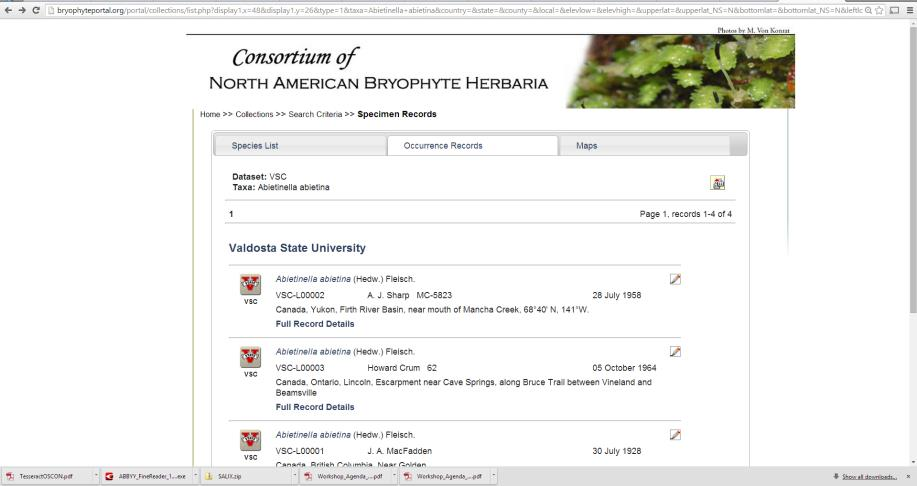 bryophyteportal.org/portal/collections/list.php?display1,x=48&display1,y=26&type=1&taxa=Abietinella+abietina&country=&state=&county=&local=&elevlow=&elevhigh=&upperlat=&upperlat_NS=N&bottomlat=&bottomlat_NS=N&leftlc
Photos by M. Von Konrat
Consortium of
NORTH AMERICAN BRYOPHYTE HERBARIA
Home >> Collections >> Search Criteria >> Specimen Records
Species List Occurrence Records Maps
Dataset: VSC
Taxa: Abietinella abietina
1 Page 1, records 1-4 of 4
Valdosta State University
Abietinella abietina (Hedw.) Fleisch.
VSC VSC-L00002 A. J. Sharp MC-5823 28 July 1958
Canada, Yukon, Firth River Basin, near mouth of Mancha Creek, 68°40' N, 141°W.
Full Record Details
Abietinella abietina (Hedw.) Fleisch.
VSC VSC-L00003 Howard Crum 62 05 October 1964
Canada, Ontario, Lincoln, Escarpment near Cave Springs, along Bruce Trail between Vineland and
Beamsville
Full Record Details
Abietinella abietina (Hedw.) Fleisch.
VSC VSC-L00001 J. A. MacFadden 30 July 1928
Canada, British Columbia, Near Golden
TesseractOSCON.pdf ABBYY_FineReader_1....exe SALIX.zip Workshop_Agenda_....pdf Workshop_Agenda_....pdf Show all downloads...